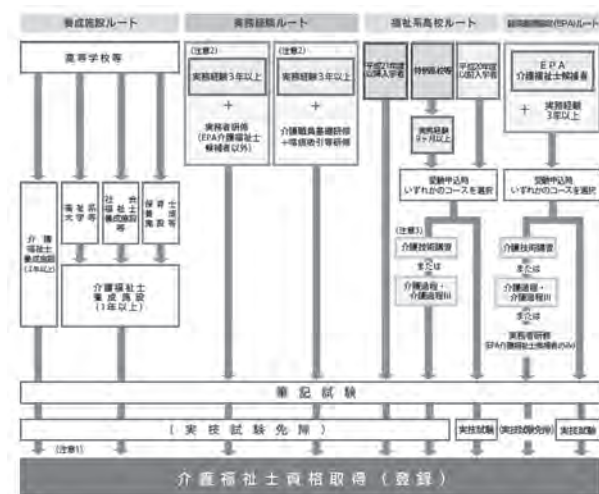 養成施設ルート
高等学校等
介護
福祉士
養成施設
(2年以上)
福祉系
大学等
社会
福祉士
養成施設
等
保育士
養成
施設等
介護福祉士
養成施設
(1年以上)
実務経験ルート
(注意2)
実務経験3年以上
+
実務者研修
(EPA介護福祉士
候補者以外)
(注意2)
実務経験3年以上
+
介護職員基礎研修
+喀痰吸引等研修
福祉系高校ルート
平成21年度
以降入学者
特例高校等
平成20年度
以前入学者
実務経験
9ヶ月以上
受験申込時
いずれかのコースを選択
(注意3)
介護技術講習
または
介護過程・
介護過程III
(EPA)ルート
EPA
介護福祉士候補者
+
実務経験
3年以上
受験申込時
いずれかのコースを選択
介護技術講習
または
介護過程・
介護過程III
または
実務者研修
(EPA介護福祉士候補者のみ)
筆記試験
(実技試験免除)
実技試験
(実技試験免除)
実技試験
(注意1)
介護福祉士資格取得(登録)